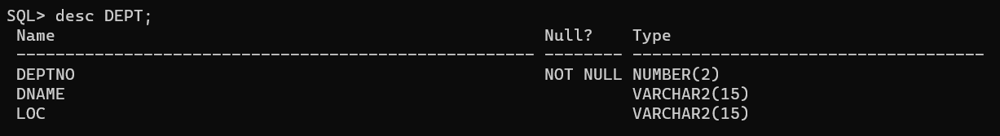 SQL> desc DEPT;
Name Null? Type
----------------------------------------------------- -------- ------------------------------------
DEPTNO NOT NULL NUMBER(2)
DNAME VARCHAR2(15)
LOC VARCHAR2(15)